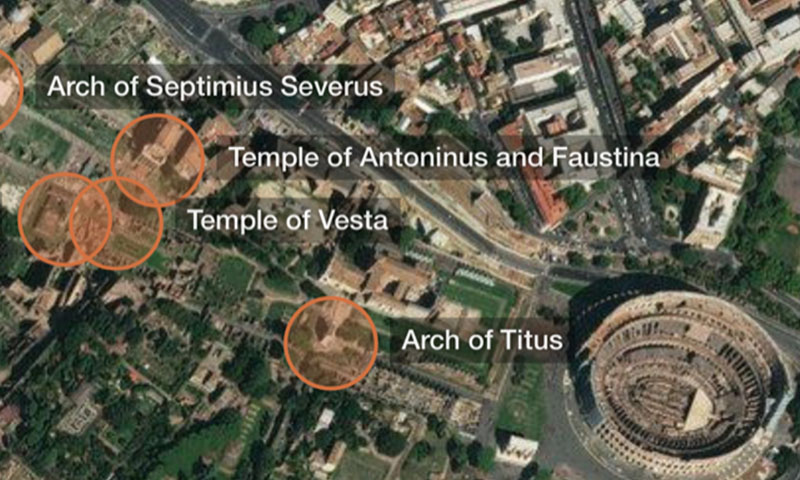 Arch of Septimius Severus
Temple of Antoninus and Faustina
Temple of Vesta
Arch of Titus